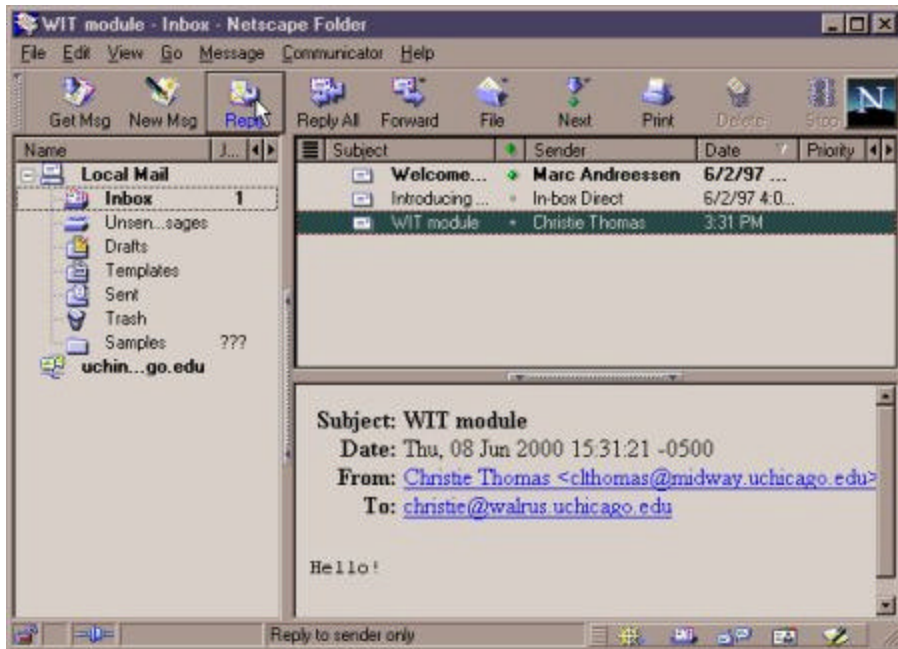 WIT module - Inbox - Netscape Folder
File Edit View Go Message Communicator Help
Get Msg New Msg Reply Reply All Forward File Next Print Delete Stop N
Name J...
Local Mail
Inbox 1
Unsen...sages
Drafts
Templates
Sent
Trash
Samples ???
uchin...go.edu
Subject Sender Date Priority
Welcome... Marc Andreessen 6/2/97 ...
Introducing ... In-box Direct 6/2/97 4:0...
WIT module Christie Thomas 3:31 PM
Subject: WIT module
Date: Thu, 08 Jun 2000 15:31:21 -0500
From: Christie Thomas <clthomas@midway.uchicago.edu>
To: christie@walrus.uchicago.edu
Hello!
Reply to sender only